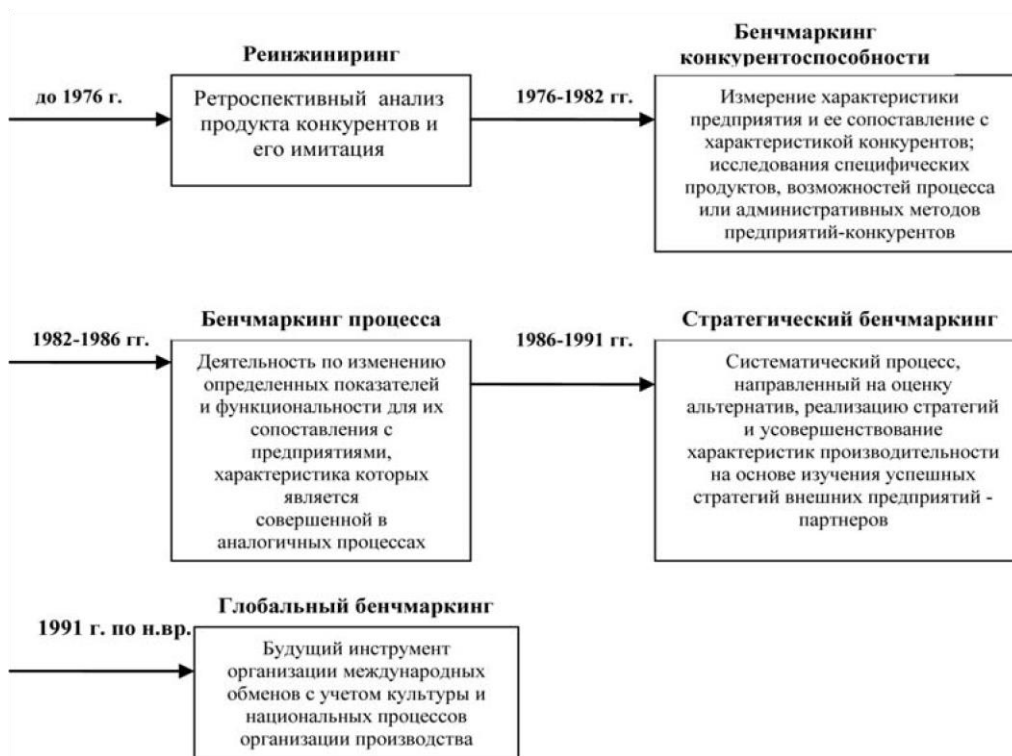 Реинжиниринг
до 1976 г.
Ретроспективный анализ
продукта конкурентов и
его имитация
Бенчмаркинг
конкурентоспособности
1976-1982 гг.
Измерение характеристики
предприятия и ее сопоставление с
характеристикой конкурентов;
исследования специфических
продуктов, возможностей процесса
или административных методов
предприятий-конкурентов
Бенчмаркинг процесса
1982-1986 гг.
Деятельность по изменению
определенных показателей
и функциональности для их
сопоставления с
предприятиями,
характеристика которых
является
совершенной в
аналогичных процессах
Стратегический бенчмаркинг
1986-1991 гг.
Систематический процесс,
направленный на оценку
альтернатив, реализацию стратегий
и усовершенствование
характеристик производительности
на основе изучения успешных
стратегий внешних предприятий -
партнеров
Глобальный бенчмаркинг
1991 г. по н.вр.
Будущий инструмент
организации международных
обменов с учетом культуры и
национальных процессов
организации производства